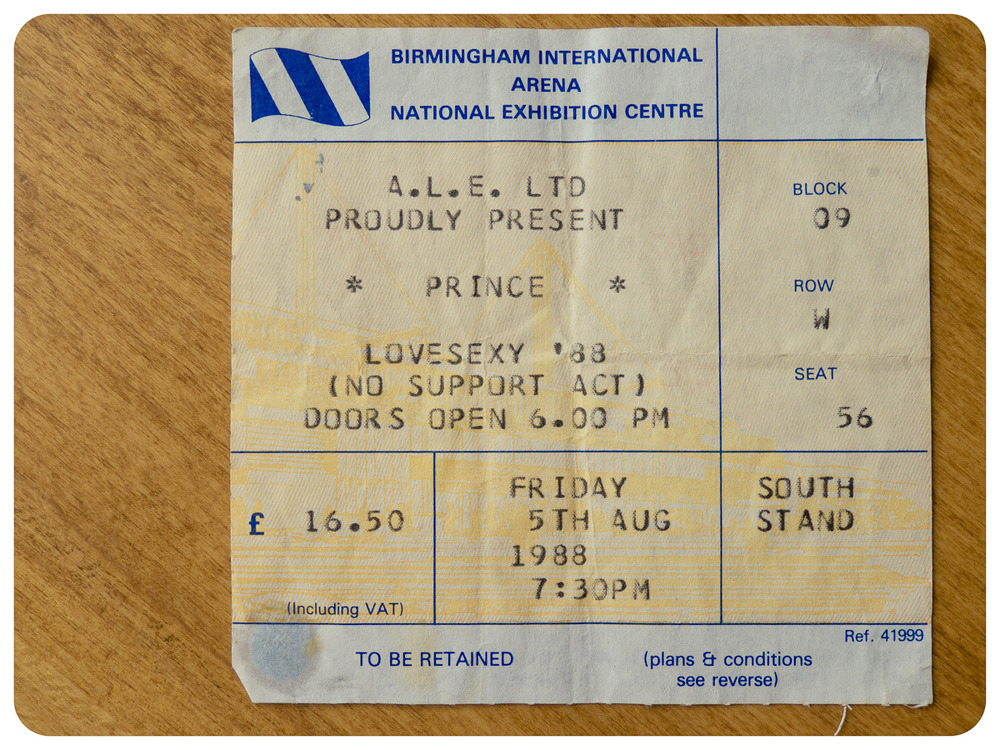 BIRMINGHAM INTERNATIONAL
ARENA
NATIONAL EXHIBITION CENTRE
A.L.E. LTD
PROUDLY PRESENT
* PRINCE *
LOVESEXY '88
(NO SUPPORT ACT)
DOORS OPEN 6.00 PM
BLOCK
09
ROW
W
SEAT
56
£ 16.50
(Including VAT)
FRIDAY
5TH AUG
1988
7:30PM
SOUTH
STAND
Ref. 41999
TO BE RETAINED
(plans & conditions
see reverse)